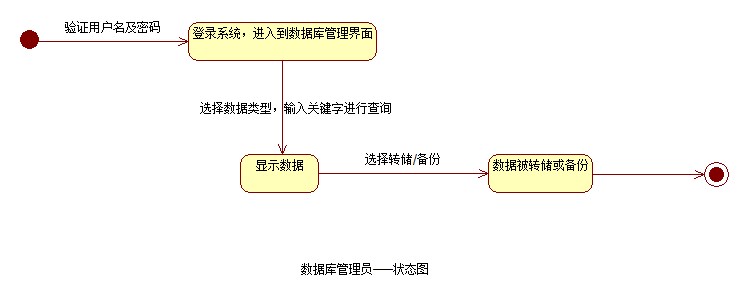 验证用户名及密码
登录系统，进入到数据库管理界面
选择数据类型，输入关键字进行查询
显示数据
选择转储/备份
数据被转储或备份
数据库管理员——状态图